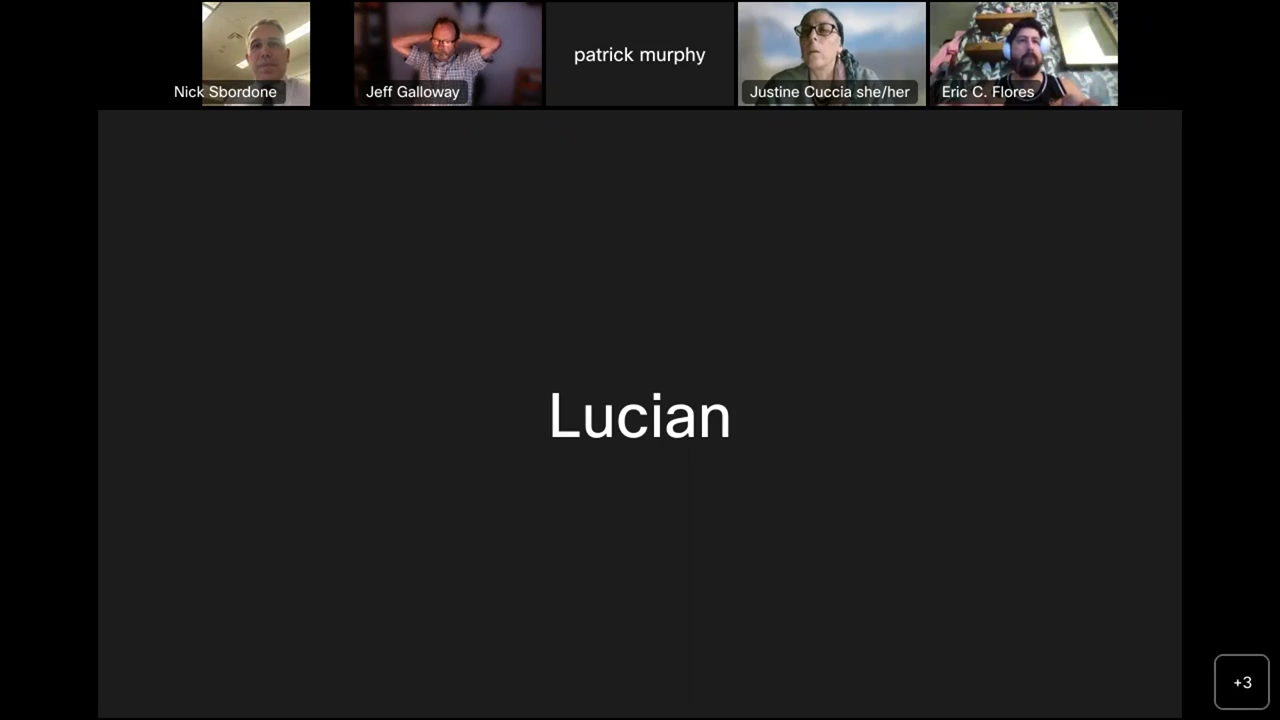 Nick Sbordone
Jeff Galloway
patrick murphy
Justine Cuccia she/her
Eric C. Flores
Lucian
+3